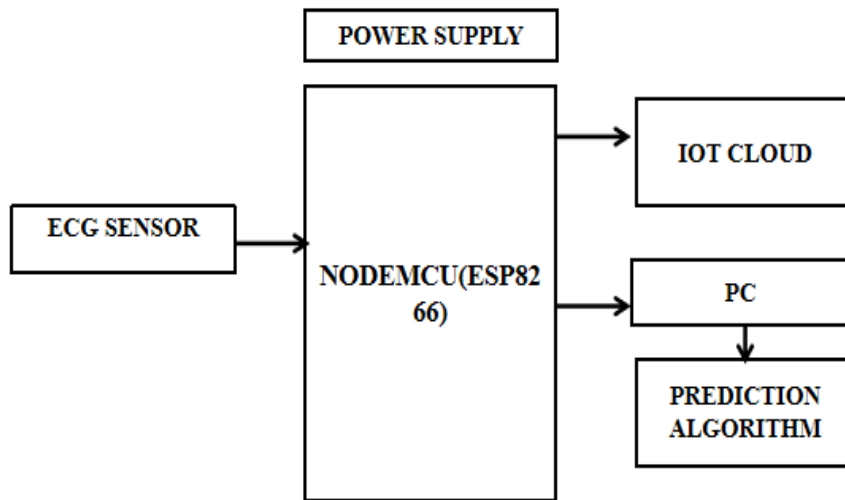 POWER SUPPLY
IOT CLOUD
ECG SENSOR
NODEMCU(ESP82
66)
PC
PREDICTION
ALGORITHM